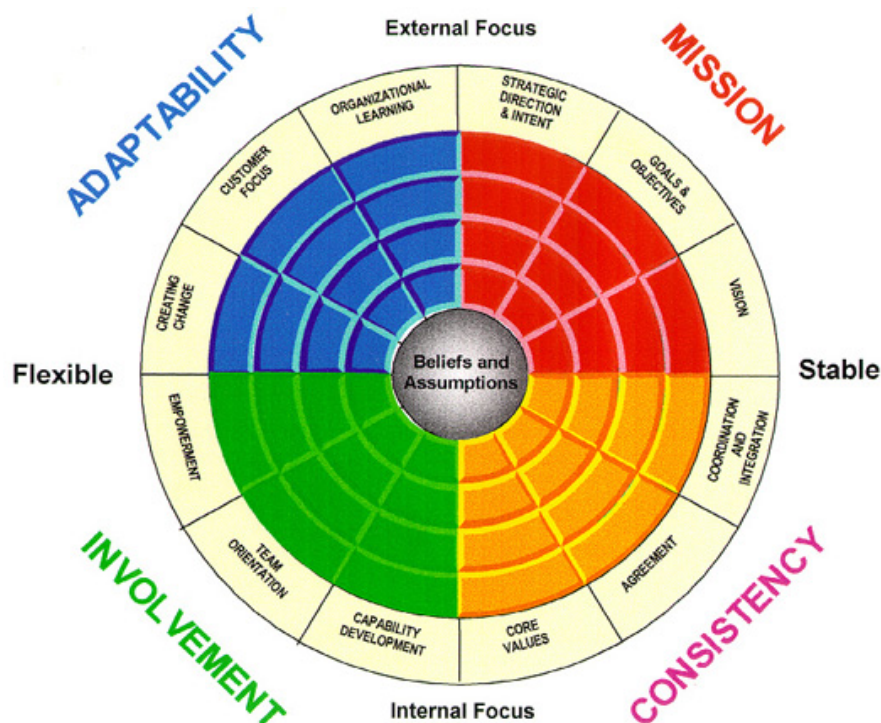 External Focus
ADAPTABILITY
MISSION
ORGANIZATIONAL
LEARNING
STRATEGIC
DIRECTION
& INTENT
CUSTOMER
FOCUS
GOALS &
OBJECTIVES
CREATING
CHANGE
VISION
Flexible
Beliefs and
Assumptions
Stable
EMPOWERMENT
COORDINATION
AND
INTEGRATION
TEAM
ORIENTATION
AGREEMENT
CAPABILITY
DEVELOPMENT
CORE
VALUES
INVOLVEMENT
CONSISTENCY
Internal Focus